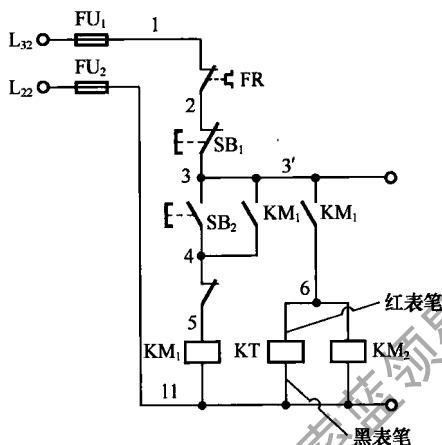 FU₁ 1
L₃₂
FU₂
L₂₂
FR
2
SB₁
3 3′
SB₂ KM₁ KM₁
4
6
红表笔
5
KM₁ KT KM₂
11
黑表笔